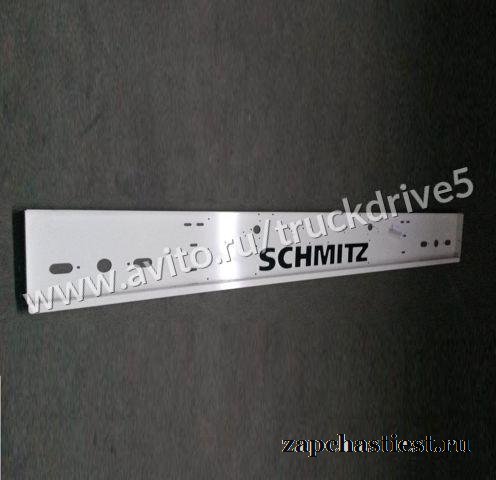 www.avito.ru/truckdrive5
SCHMITZ
zapchastiest.ru